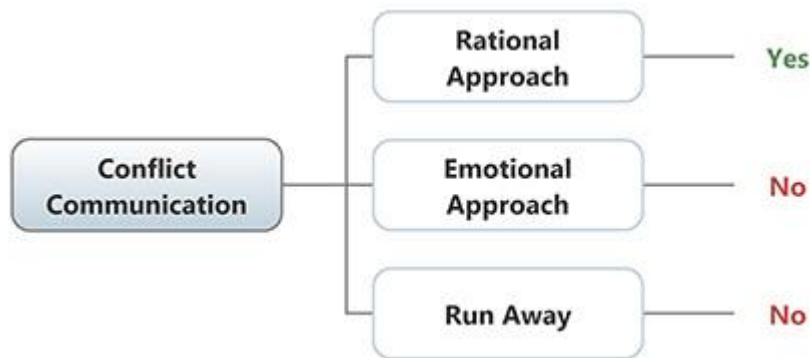 Rational
Approach
Yes
Conflict
Communication
Emotional
Approach
No
Run Away
No